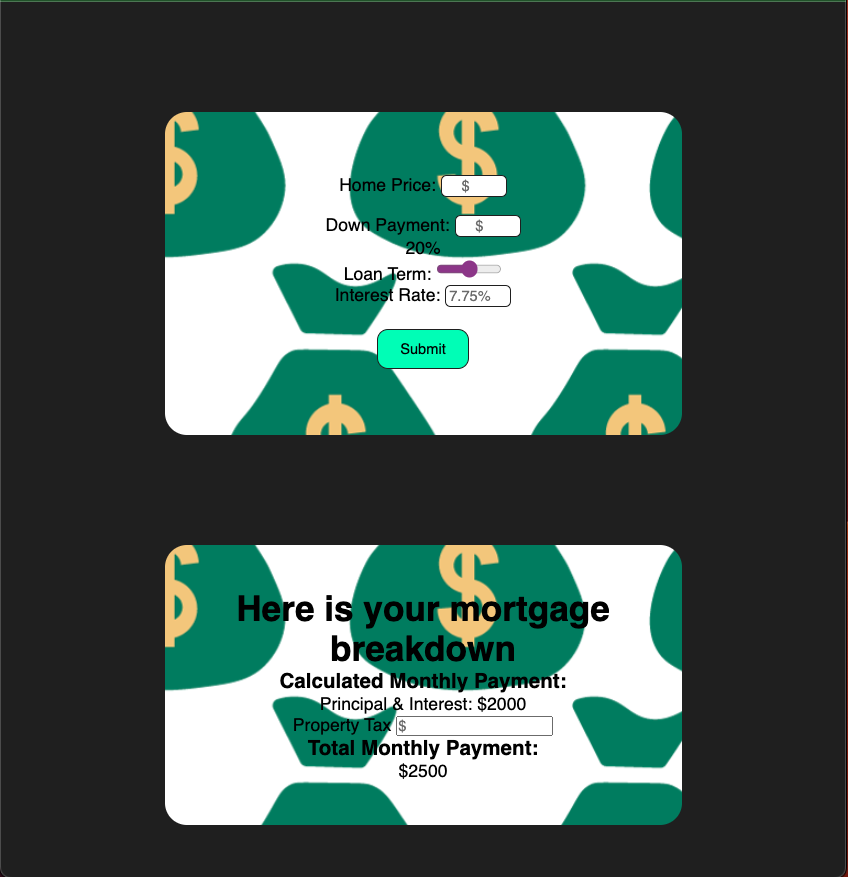 $ $
Home Price: $
Down Payment: $
20%
Loan Term:
Interest Rate: 7.75%
Submit
$ $
$ $
Here is your mortgage
breakdown
Calculated Monthly Payment:
Principal & Interest: $2000
Property Tax $
Total Monthly Payment:
$2500